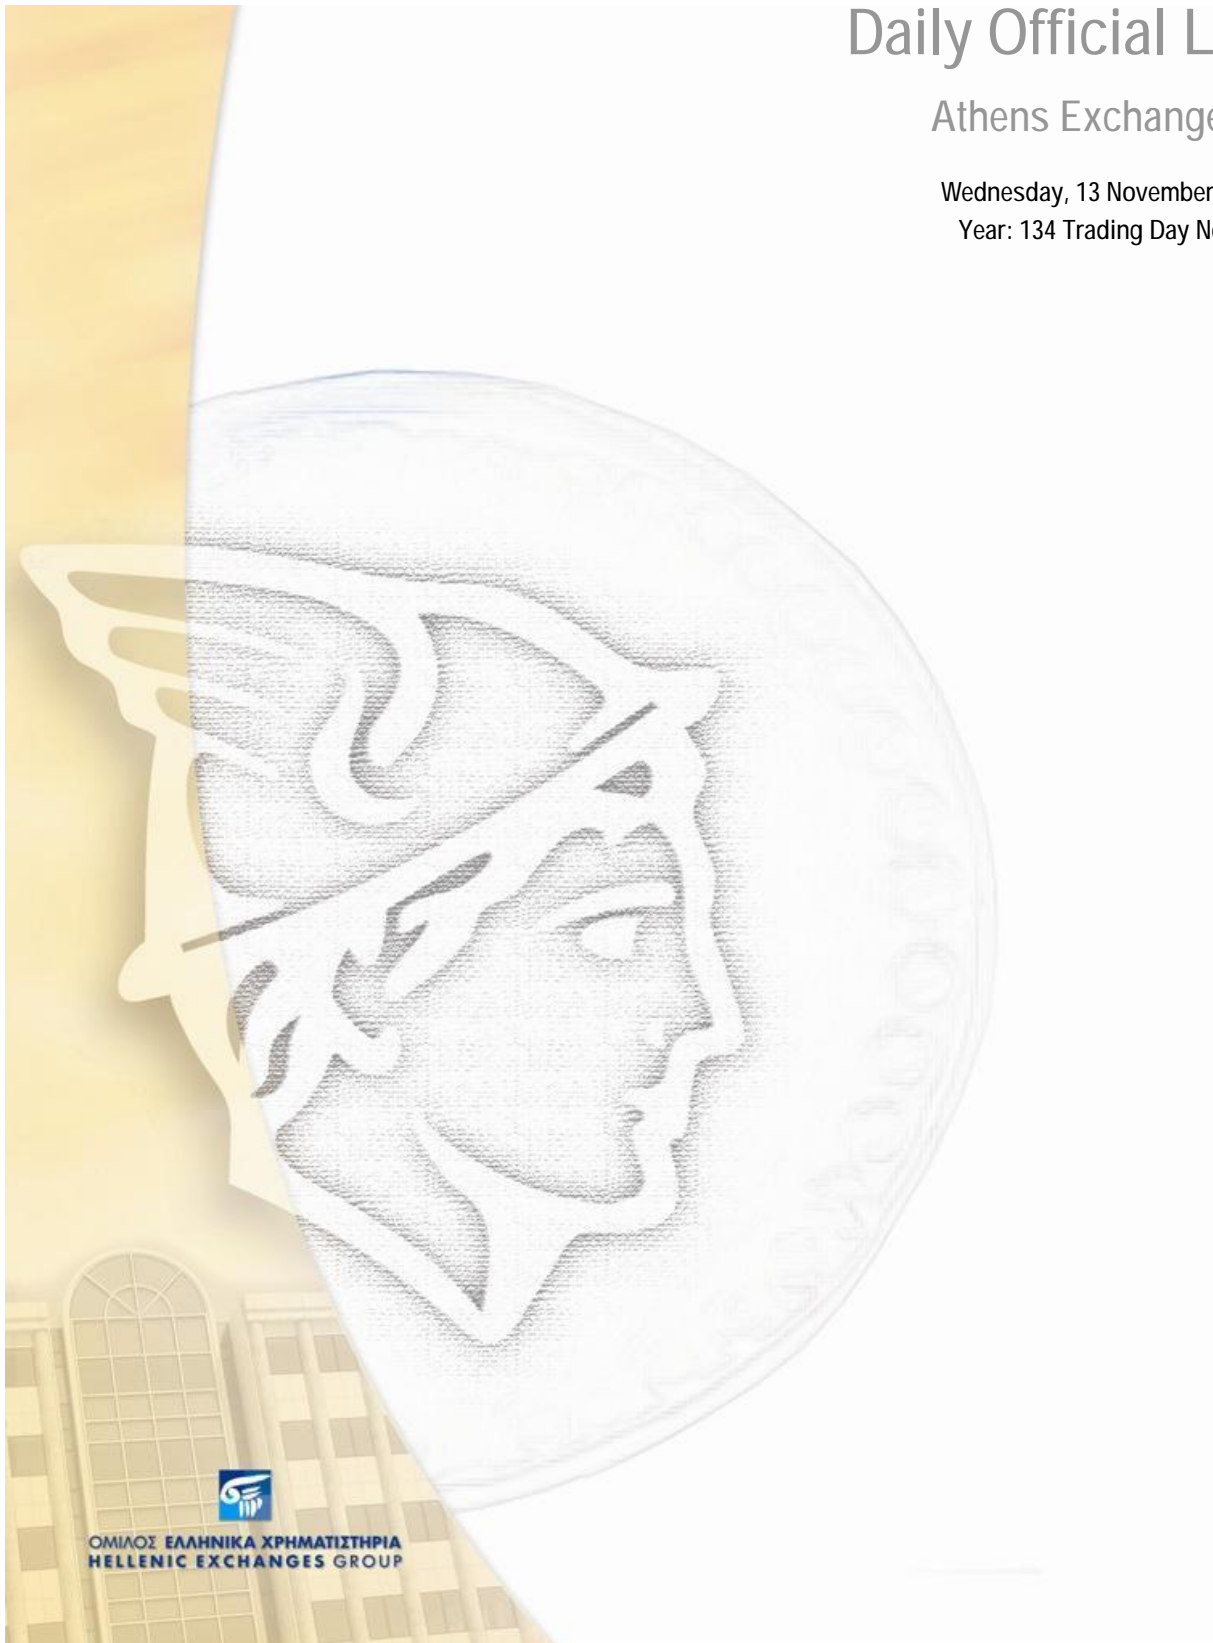 Daily Official L
Athens Exchange
Wednesday, 13 November
Year: 134 Trading Day N
ΟΜΙΛΟΣ ΕΛΛΗΝΙΚΑ ΧΡΗΜΑΤΙΣΤΗΡΙΑ
HELLENIC EXCHANGES GROUP